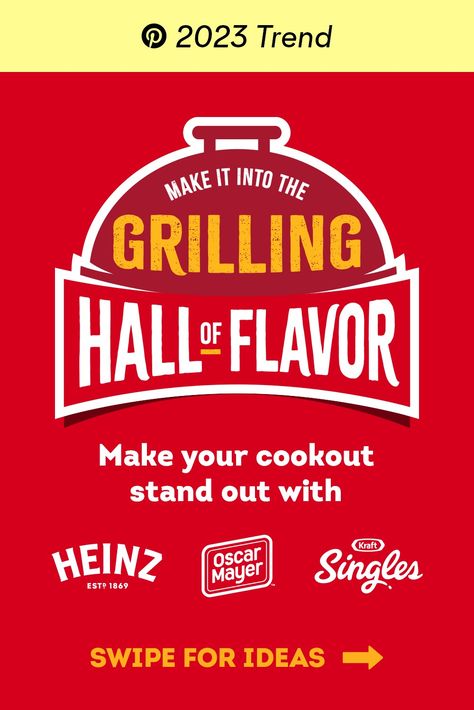 2023 Trend
MAKE IT INTO THE
GRILLING
HALL OF FLAVOR
Make your cookout
stand out with
HEINZ
ESTD 1869
Oscar
Mayer
Kraft
Singles
SWIPE FOR IDEAS